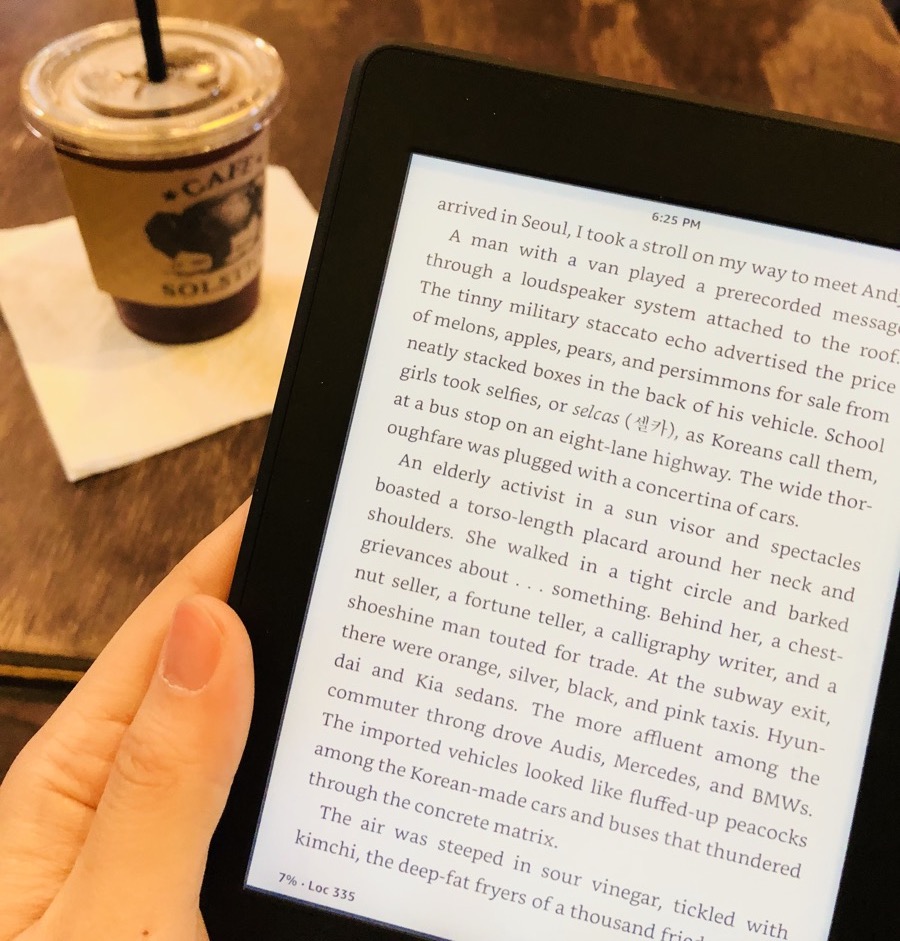 CAFE
SOLSTI
6:25 PM
arrived in Seoul, I took a stroll on my way to meet Andy
A man with a van played a prerecorded message
through a loudspeaker system attached to the roof.
The tinny military staccato echo advertised the price
of melons, apples, pears, and persimmons for sale from
neatly stacked boxes in the back of his vehicle. School
girls took selfies, or selcas (셀카), as Koreans call them,
at a bus stop on an eight-lane highway. The wide thor-
oughfare was plugged with a concertina of cars.
An elderly activist in a sun visor and spectacles
boasted a torso-length placard around her neck and
shoulders. She walked in a tight circle and barked
grievances about . . . something. Behind her, a chest-
nut seller, a fortune teller, a calligraphy writer, and a
shoeshine man touted for trade. At the subway exit,
there were orange, silver, black, and pink taxis. Hyun-
dai and Kia sedans. The more affluent among the
commuter throng drove Audis, Mercedes, and BMWs.
The imported vehicles looked like fluffed-up peacocks
among the Korean-made cars and buses that thundered
through the concrete matrix.
The air was steeped in sour vinegar, tickled with
kimchi, the deep-fat fryers of a thousand fried
7% · Loc 335